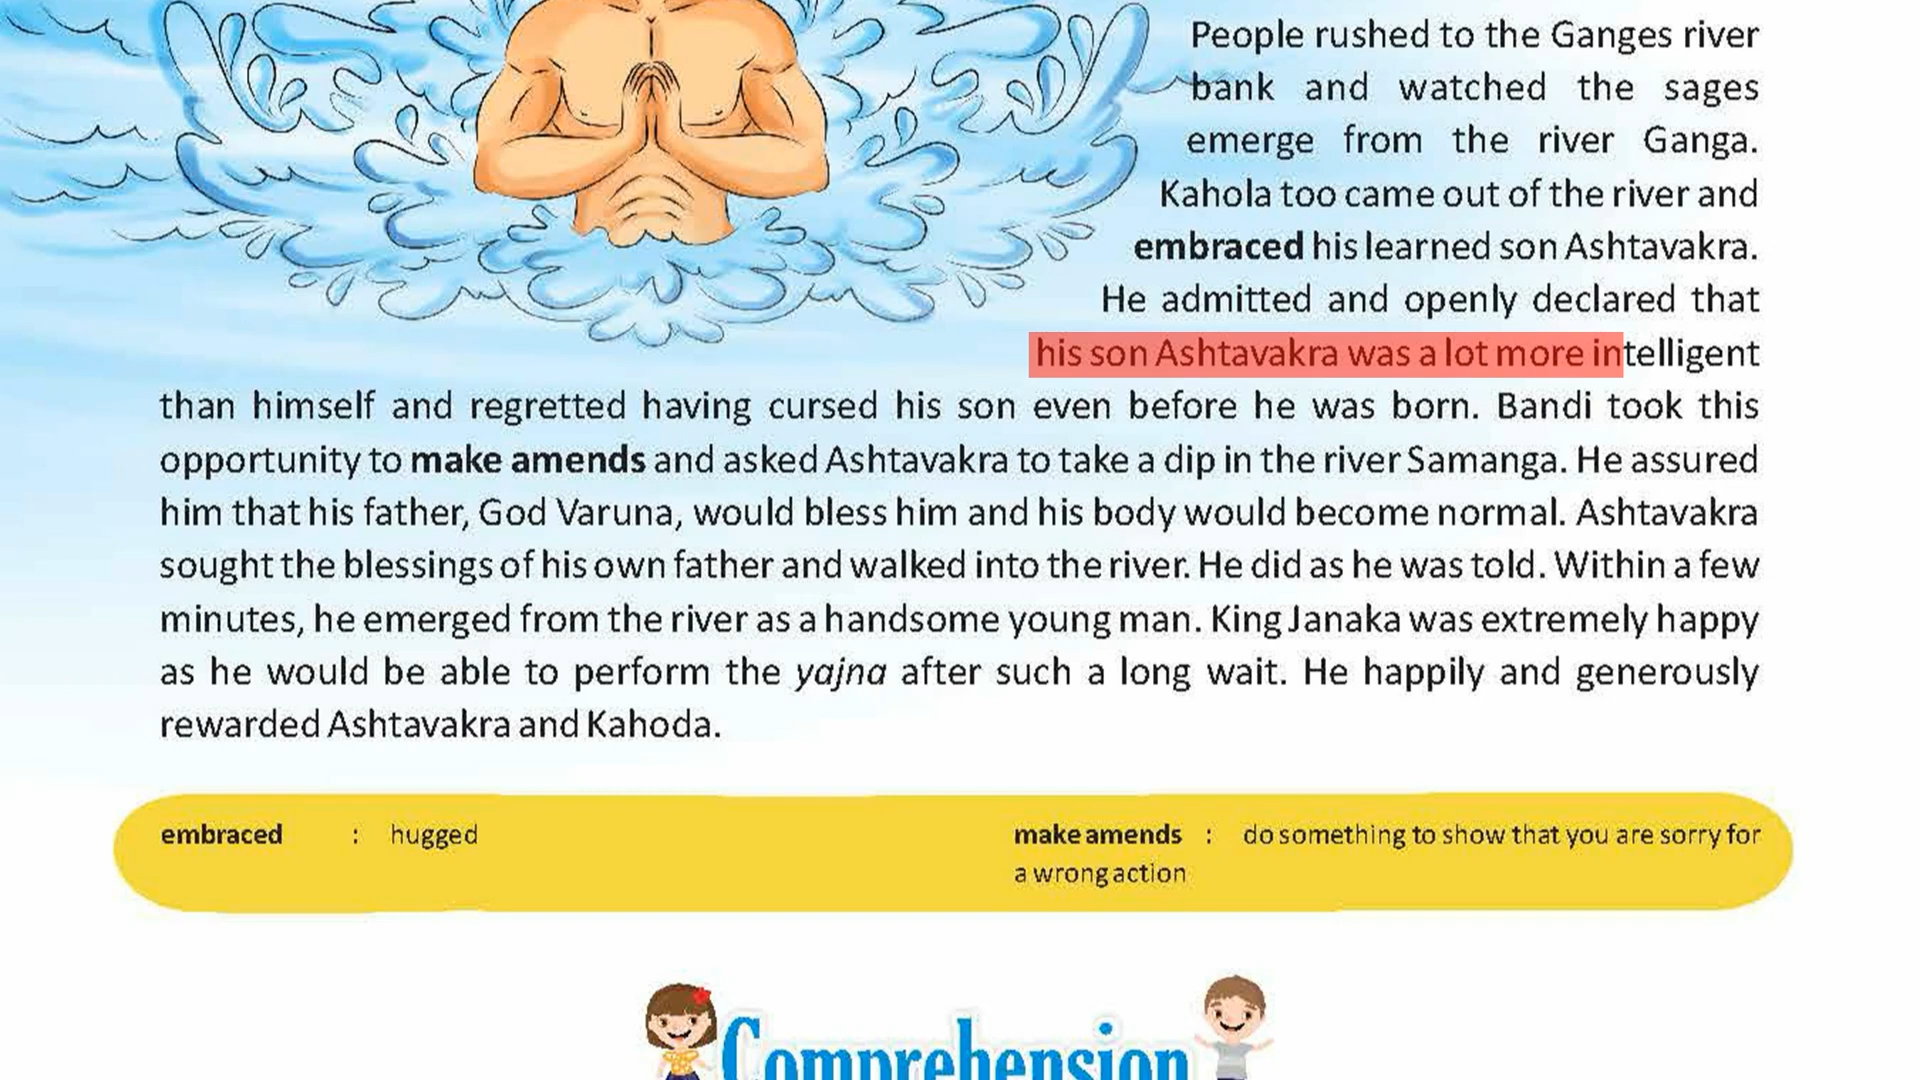 People rushed to the Ganges river
bank and watched the sages
emerge from the river Ganga.
Kahola too came out of the river and
embraced his learned son Ashtavakra.
He admitted and openly declared that
his son Ashtavakra was a lot more intelligent
than himself and regretted having cursed his son even before he was born. Bandi took this
opportunity to make amends and asked Ashtavakra to take a dip in the river Samanga. He assured
him that his father, God Varuna, would bless him and his body would become normal. Ashtavakra
sought the blessings of his own father and walked into the river. He did as he was told. Within a few
minutes, he emerged from the river as a handsome young man. King Janaka was extremely happy
as he would be able to perform the yajna after such a long wait. He happily and generously
rewarded Ashtavakra and Kahoda.
embraced : hugged
make amends : do something to show that you are sorry for
a wrong action
Comprehension